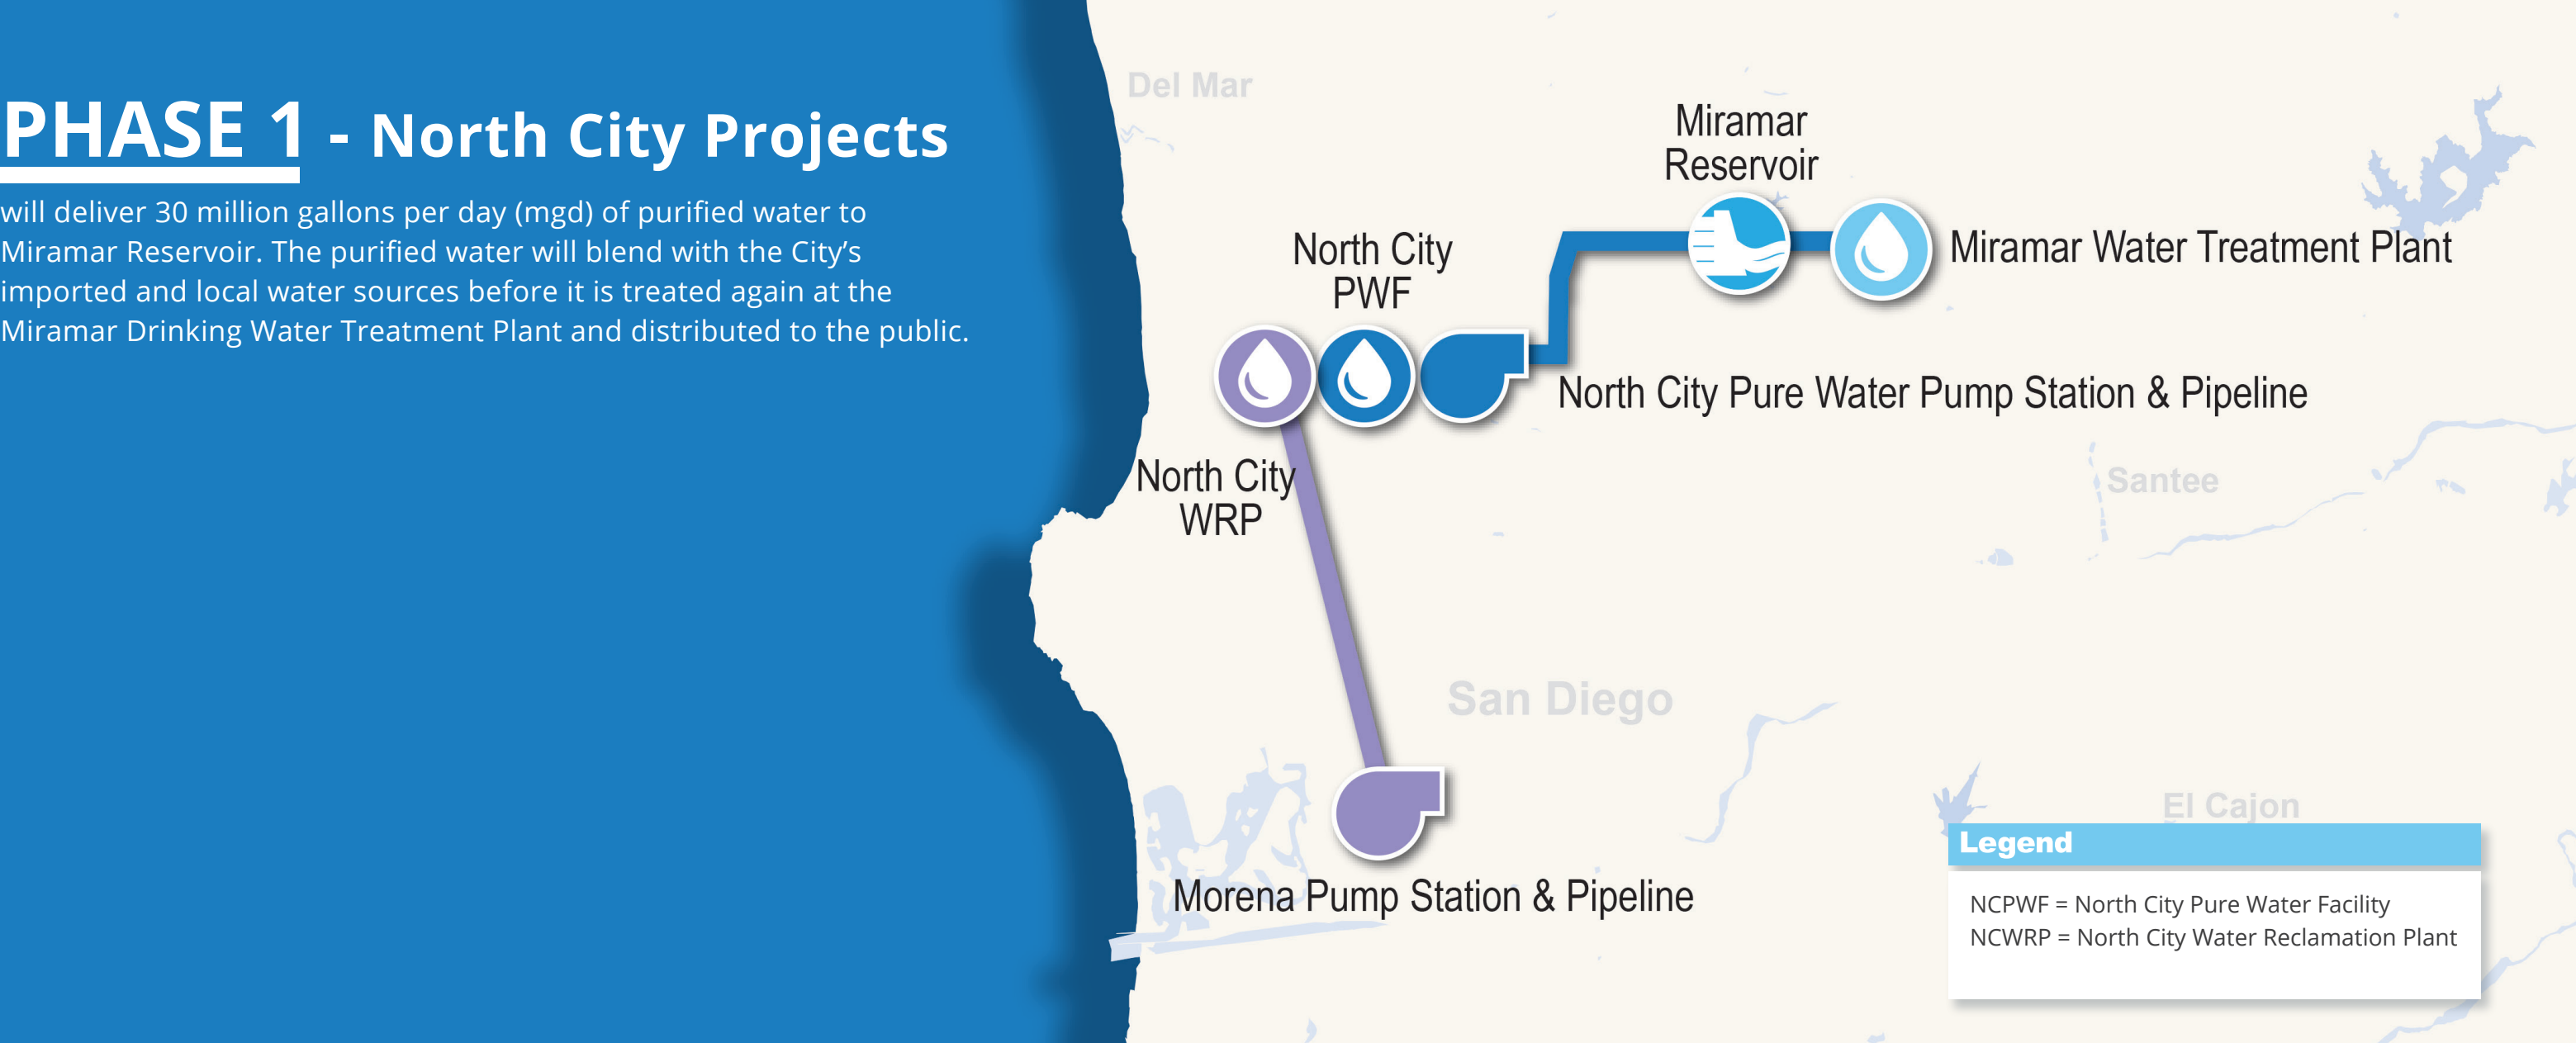 PHASE 1 - North City Projects
will deliver 30 million gallons per day (mgd) of purified water to
Miramar Reservoir. The purified water will blend with the City's
imported and local water sources before it is treated again at the
Miramar Drinking Water Treatment Plant and distributed to the public.
Del Mar
Miramar
Reservoir
Miramar Water Treatment Plant
North City
PWF
North City Pure Water Pump Station & Pipeline
North City
WRP
Santee
San Diego
Morena Pump Station & Pipeline
El Cajon
Legend
NCPWF = North City Pure Water Facility
NCWRP = North City Water Reclamation Plant